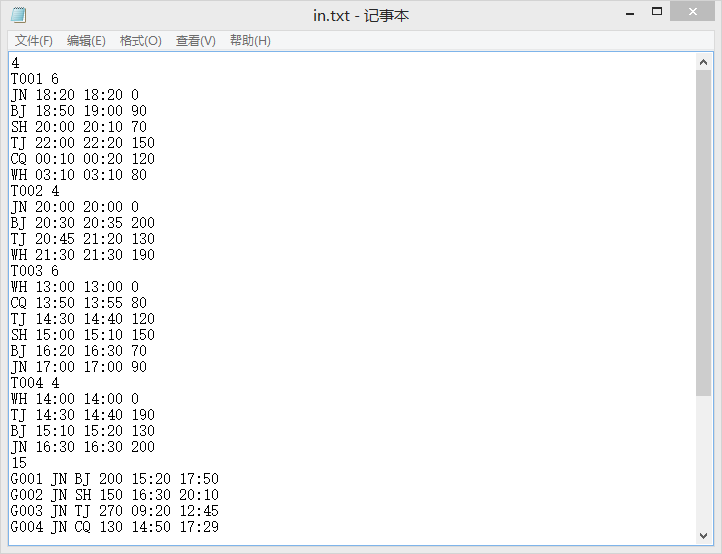 in.txt - 记事本
文件(F) 编辑(E) 格式(O) 查看(V) 帮助(H)
4
T001 6
JN 18:20 18:20 0
BJ 18:50 19:00 90
SH 20:00 20:10 70
TJ 22:00 22:20 150
CQ 00:10 00:20 120
WH 03:10 03:10 80
T002 4
JN 20:00 20:00 0
BJ 20:30 20:35 200
TJ 20:45 21:20 130
WH 21:30 21:30 190
T003 6
WH 13:00 13:00 0
CQ 13:50 13:55 80
TJ 14:30 14:40 120
SH 15:00 15:10 150
BJ 16:20 16:30 70
JN 17:00 17:00 90
T004 4
WH 14:00 14:00 0
TJ 14:30 14:40 190
BJ 15:10 15:20 130
JN 16:30 16:30 200
15
G001 JN BJ 200 15:20 17:50
G002 JN SH 150 16:30 20:10
G003 JN TJ 270 09:20 12:45
G004 JN CQ 130 14:50 17:29